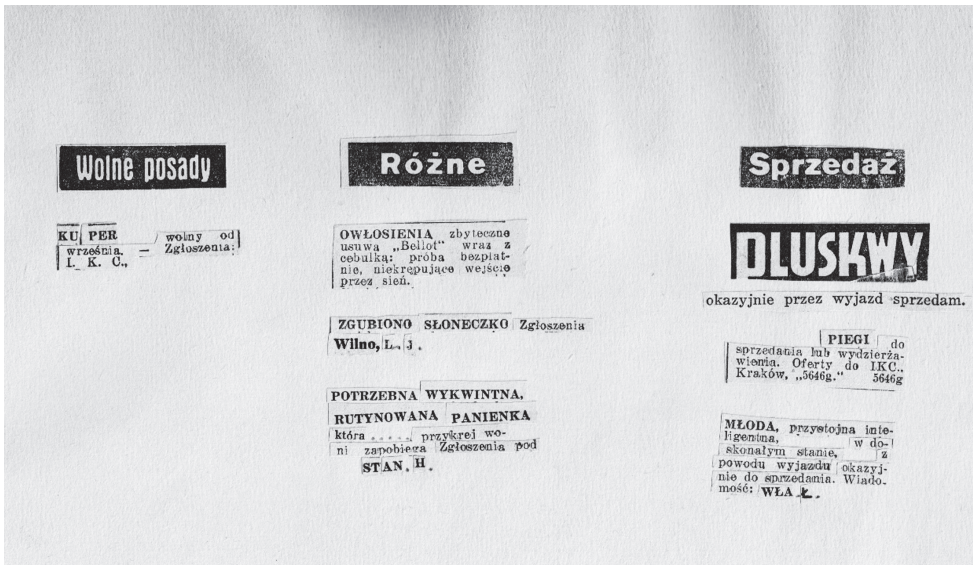 Wolne posady
KU PER wolny od
września. — Zgłoszenia:
I. K. C.,
Różne
OWŁOSIENIA zbyteczne
usuwa „Bellot" wraz z
cebulką: próba bezpłat-
nie, niekrępujące wejście
przez sień.
ZGUBIONO SŁONECZKO Zgłoszenia
Wilno, L. J.
POTRZEBNA WYKWINTNA,
RUTYNOWANA PANIENKA
która ..... przykrej wo-
ni zapobiega Zgłoszenia pod
STAN. H.
Sprzedaż
PLUSKWY
okazyjnie przez wyjazd sprzedam.
PIEGI do
sprzedania lub wydzierża-
wienia. Oferty do IKC.,
Kraków, „5646g." 5646g
MŁODA, przystojna inte-
ligentna, w do-
skonałym stanie, z
powodu wyjazdu okazyj-
nie do sprzedania. Wiado-
mość: WŁA Ł.